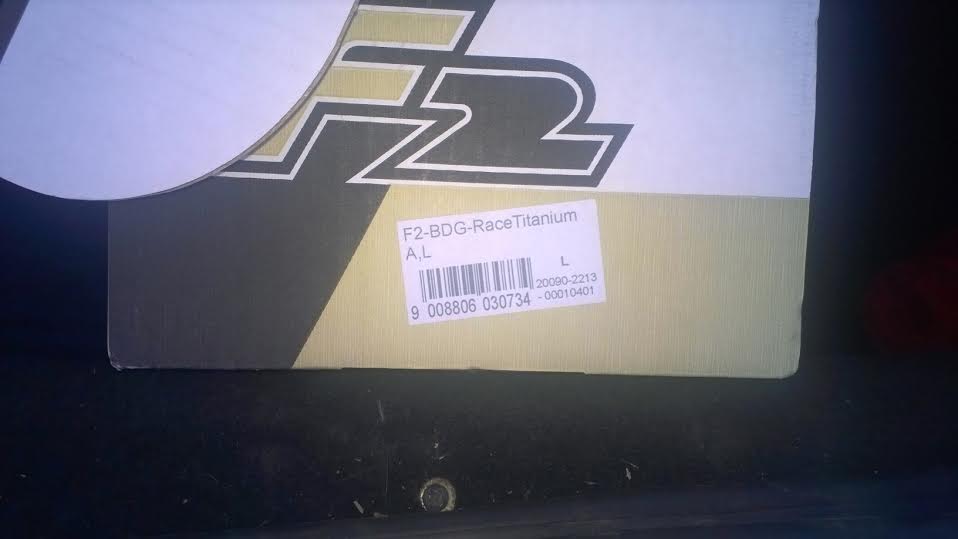 F2
F2-BDG-RaceTitanium
A,L
L
20090-2213
9 008806 030734 - 00010401